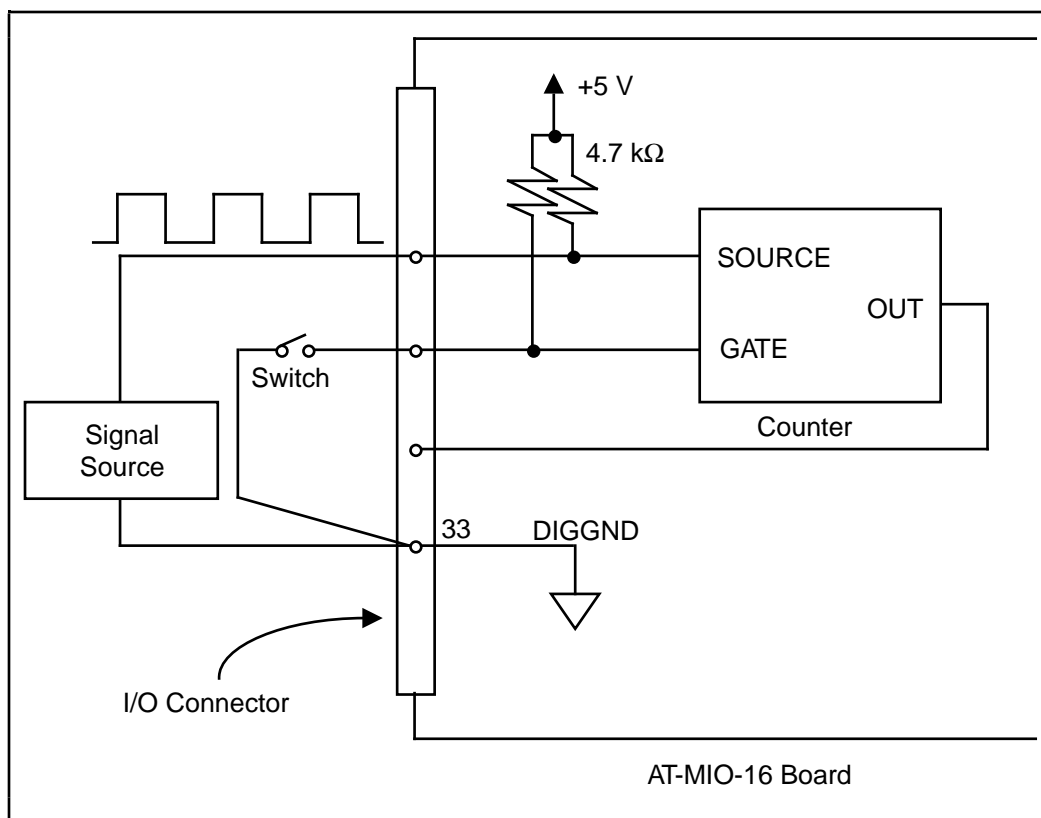 +5 V
4.7 kΩ
SOURCE
OUT
GATE
Switch
Counter
Signal
Source
33
DIGGND
I/O Connector
AT-MIO-16 Board